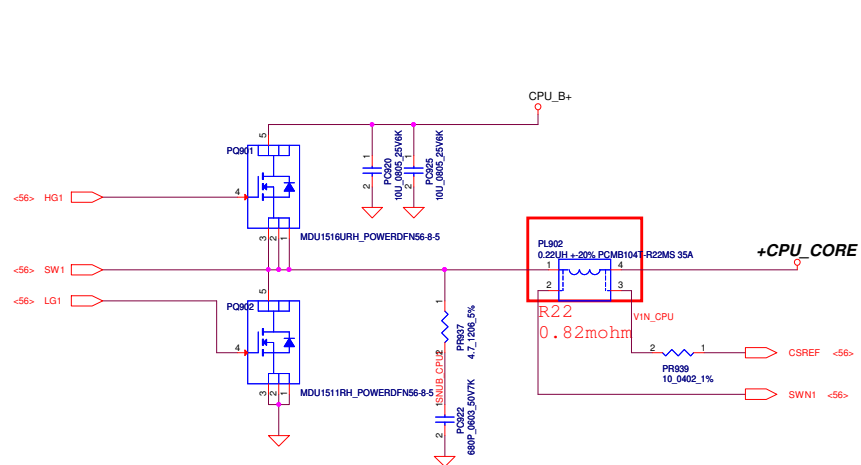 CPU_B+
5
PQ901
4
<56> HG1
3
2
1
MDU1516URH_POWERDFN56-8-5
1
2
PC920
10U_0805_25V6K
1
2
PC925
10U_0805_25V6K
<56> SW1
<56> LG1
5
PQ902
4
3
2
1
MDU1511RH_POWERDFN56-8-5
1
2
PR937
4.7_1206_5%
SNUB_CPU1
1
2
PC922
680P_0603_50V7K
PL902
0.22UH +-20% PCMB104T-R22MS 35A
1
4
2
3
R22
0.82mohm
V1N_CPU
+CPU_CORE
2
1
PR939
10_0402_1%
CSREF <56>
SWN1 <56>